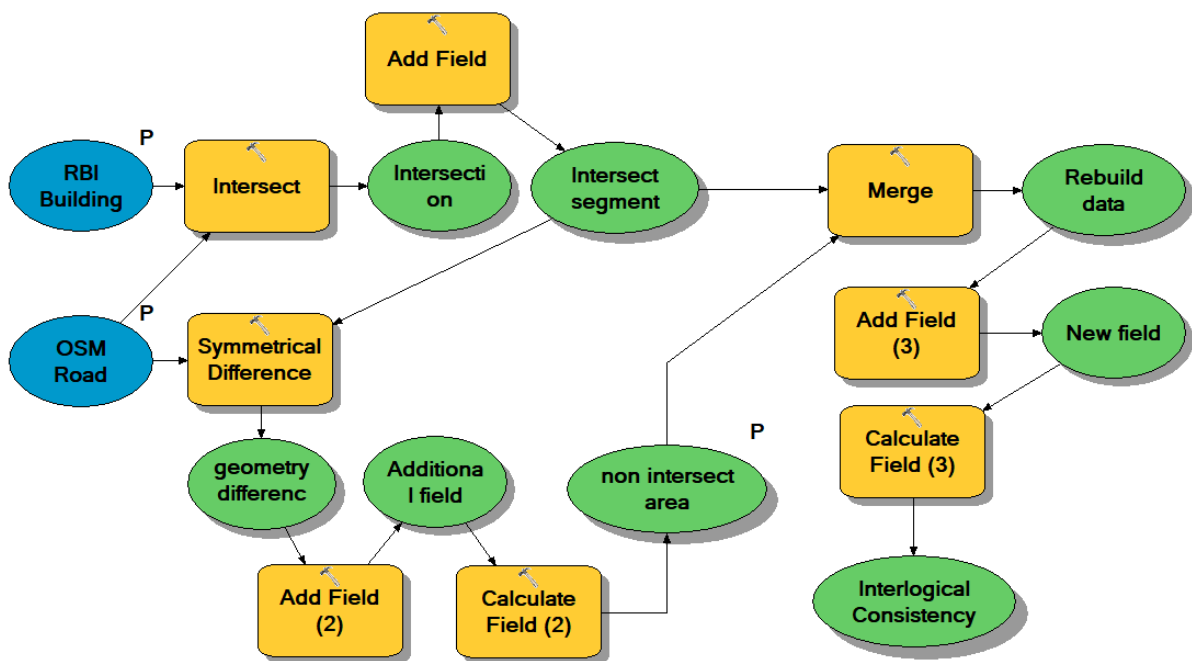 Add Field
P
RBI
Building
Intersect
Intersecti
on
Intersect
segment
Merge
Rebuild
data
P
OSM
Road
Symmetrical
Difference
Add Field
(3)
New field
geometry
differenc
Additiona
l field
non intersect
area
P
Calculate
Field (3)
Add Field
(2)
Calculate
Field (2)
Interlogical
Consistency